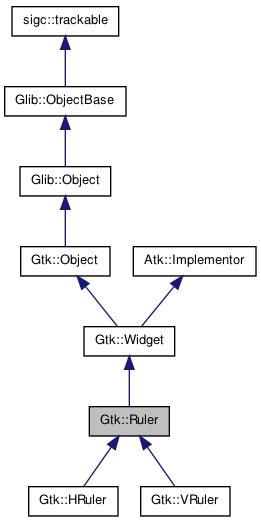 sigc::trackable
Glib::ObjectBase
Glib::Object
Gtk::Object
Atk::Implementor
Gtk::Widget
Gtk::Ruler
Gtk::HRuler
Gtk::VRuler